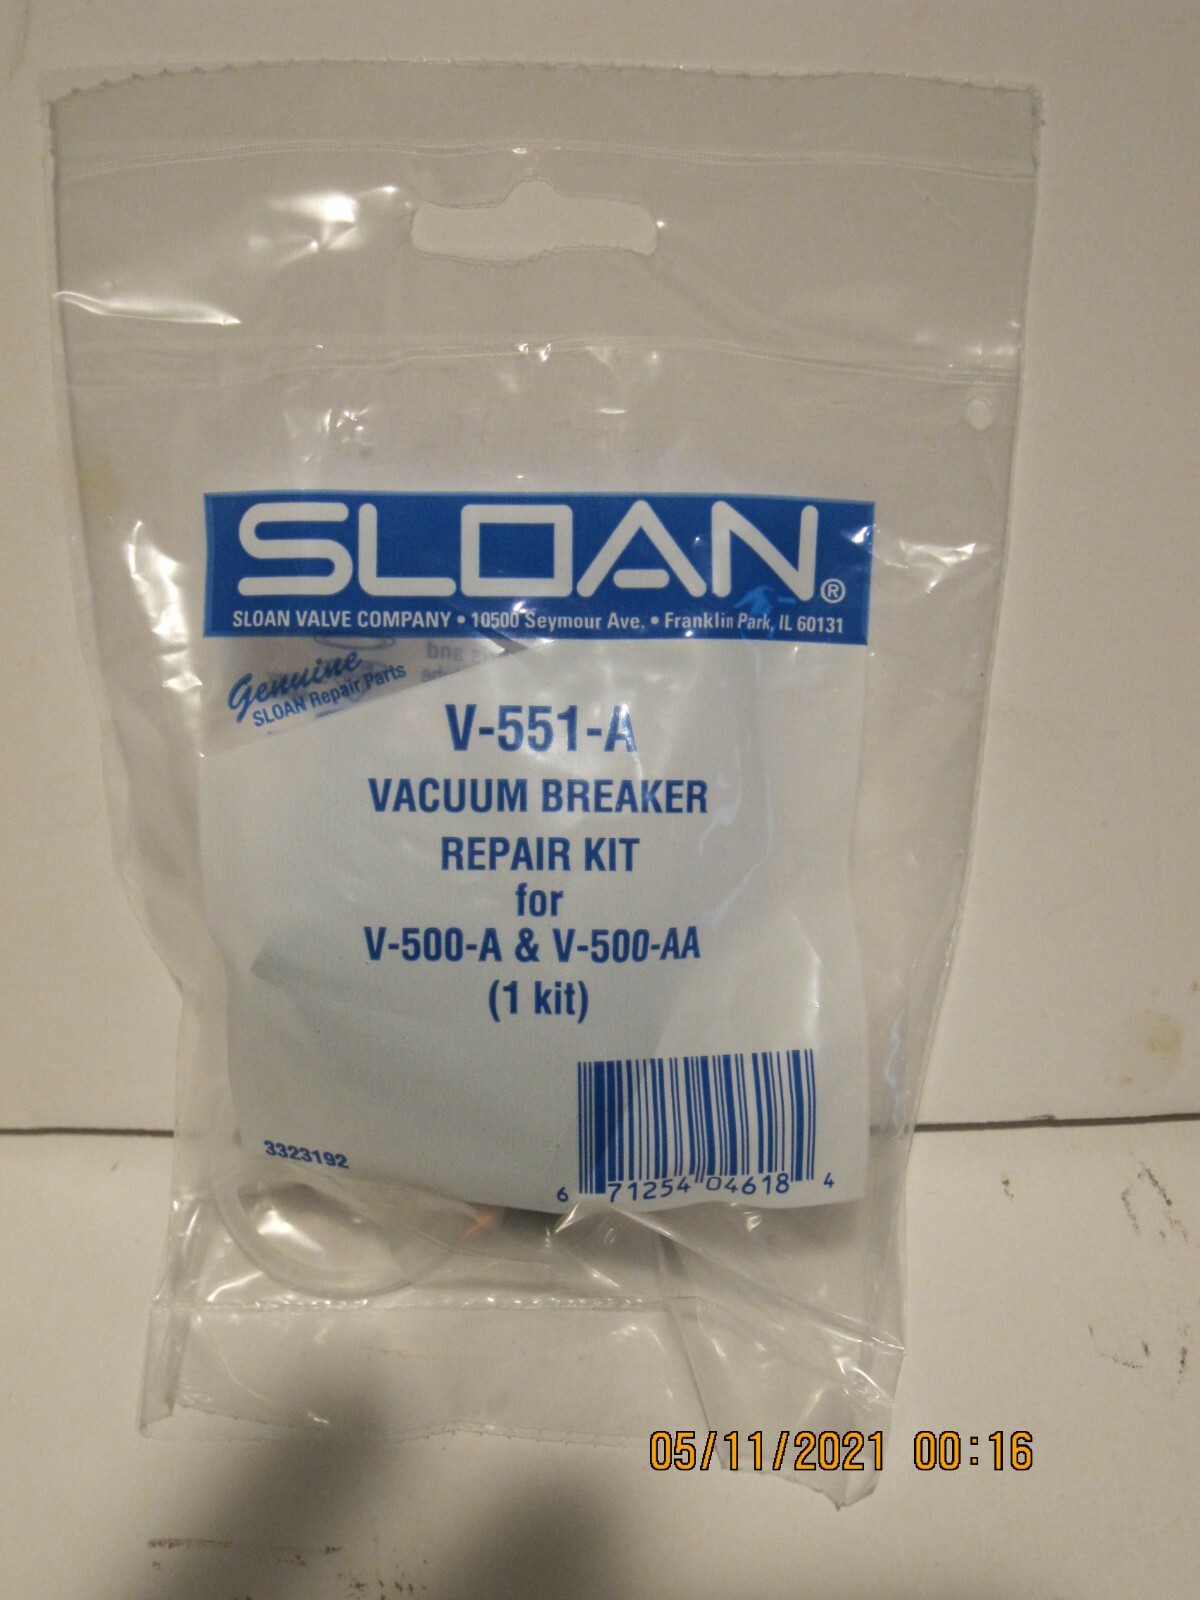 SLOAN®
SLOAN VALVE COMPANY • 10500 Seymour Ave. • Franklin Park, IL 60131
Genuine
SLOAN Repair Parts
V-551-A
VACUUM BREAKER
REPAIR KIT
for
V-500-A & V-500-AA
(1 kit)
3323192
6 71254 04618 4
05/11/2021 00:16